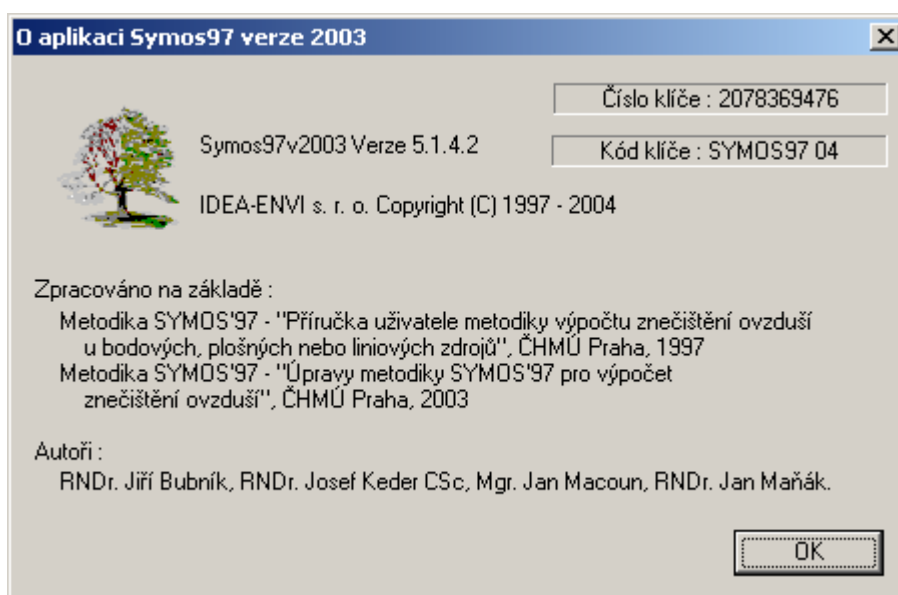 O aplikaci Symos97 verze 2003
Číslo klíče : 2078369476
Symos97v2003 Verze 5.1.4.2
Kód klíče : SYMOS97 04
IDEA-ENVI s. r. o. Copyright (C) 1997 - 2004
Zpracováno na základě :
Metodika SYMOS'97 - "Příručka uživatele metodiky výpočtu znečištění ovzduší
u bodových, plošných nebo liniových zdrojů", ČHMÚ Praha, 1997
Metodika SYMOS'97 - "Úpravy metodiky SYMOS'97 pro výpočet
znečištění ovzduší", ČHMÚ Praha, 2003
Autoři :
RNDr. Jiří Bubník, RNDr. Josef Keder CSc, Mgr. Jan Macoun, RNDr. Jan Maňák.
OK